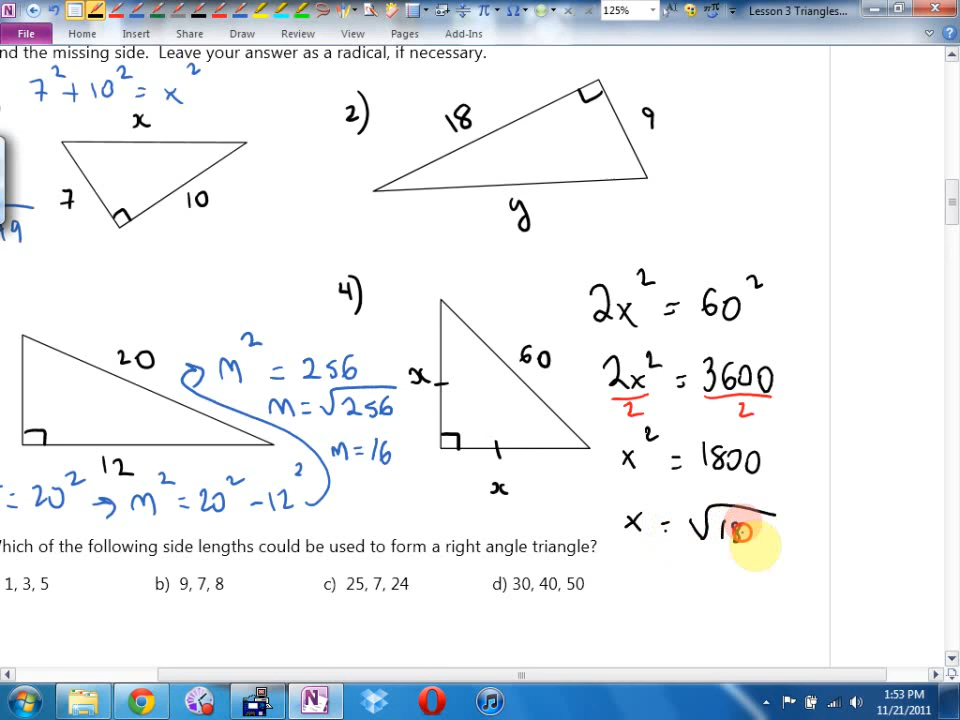 125%
Lesson 3 Triangles...
File Home Insert Share Draw Review View Pages Add-Ins
nd the missing side. Leave your answer as a radical, if necessary.
7² + 10² = x²
x
7
10
19
2)
18
9
y
20
12
m² = 256
m = √256
m = 16
= 20² → m² = 20² - 12²
4)
x
60
x
2x² = 60²
2x² = 3600
2 2
x² = 1800
x = √18
hich of the following side lengths could be used to form a right angle triangle?
1, 3, 5 b) 9, 7, 8 c) 25, 7, 24 d) 30, 40, 50
1:53 PM
11/21/2011